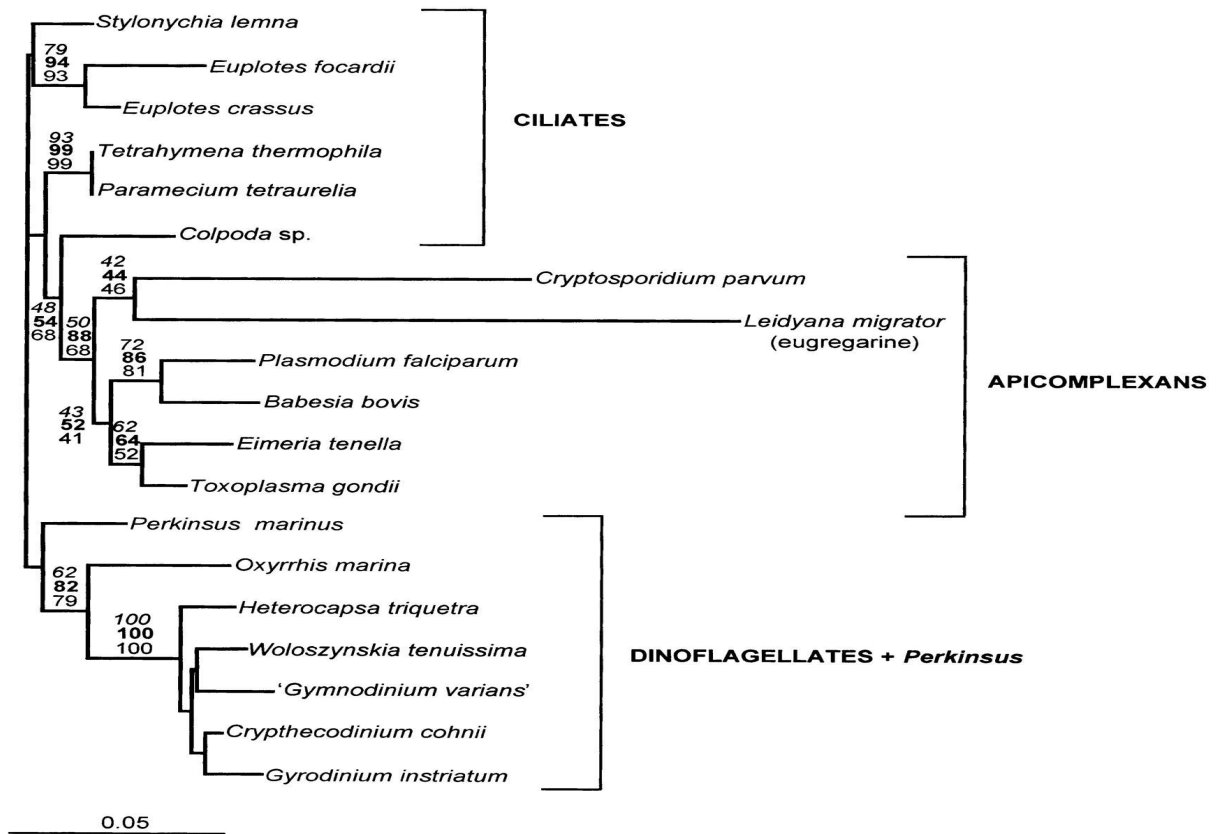 Stylonychia lemna
79
94
93
Euplotes focardii
Euplotes crassus
CILIATES
93
99
99
Tetrahymena thermophila
Paramecium tetraurelia
Colpoda sp.
42
44
46
Cryptosporidium parvum
Leidyana migrator
(eugregarine)
48
54
68
50
88
68
72
86
81
Plasmodium falciparum
Babesia bovis
APICOMPLEXANS
43
52
41
62
64
52
Eimeria tenella
Toxoplasma gondii
Perkinsus marinus
62
82
79
Oxyrrhis marina
100
100
100
Heterocapsa triquetra
Woloszynskia tenuissima
DINOFLAGELLATES + Perkinsus
‘Gymnodinium varians’
Crypthecodinium cohnii
Gyrodinium instriatum
0.05